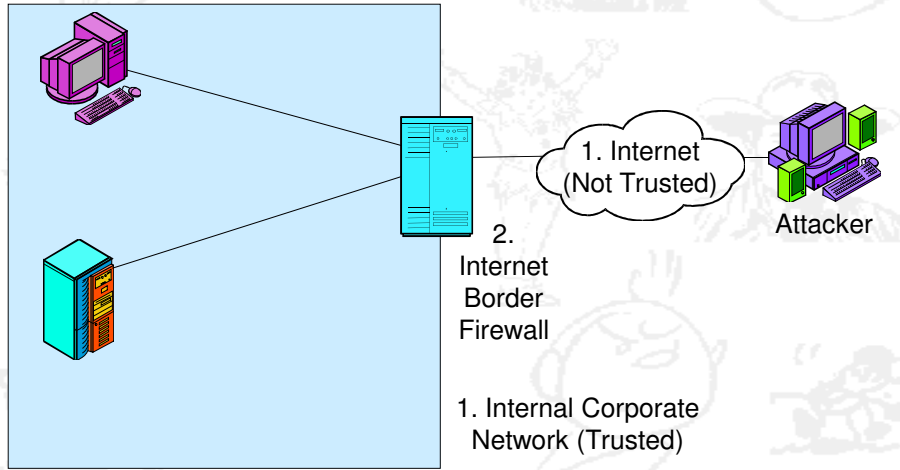 1. Internet
(Not Trusted)
Attacker
2.
Internet
Border
Firewall
1. Internal Corporate
Network (Trusted)